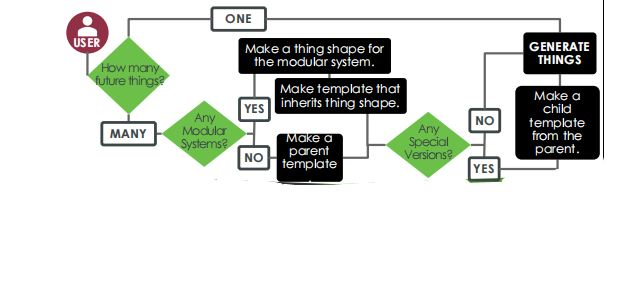 ONE
USER
How many
future things?
MANY
Any
Modular
Systems?
YES
NO
Make a thing shape for
the modular system.
Make template that
inherits thing shape.
Make a
parent
template
Any
Special
Versions?
NO
YES
GENERATE
THINGS
Make a
child
template
from the
parent.